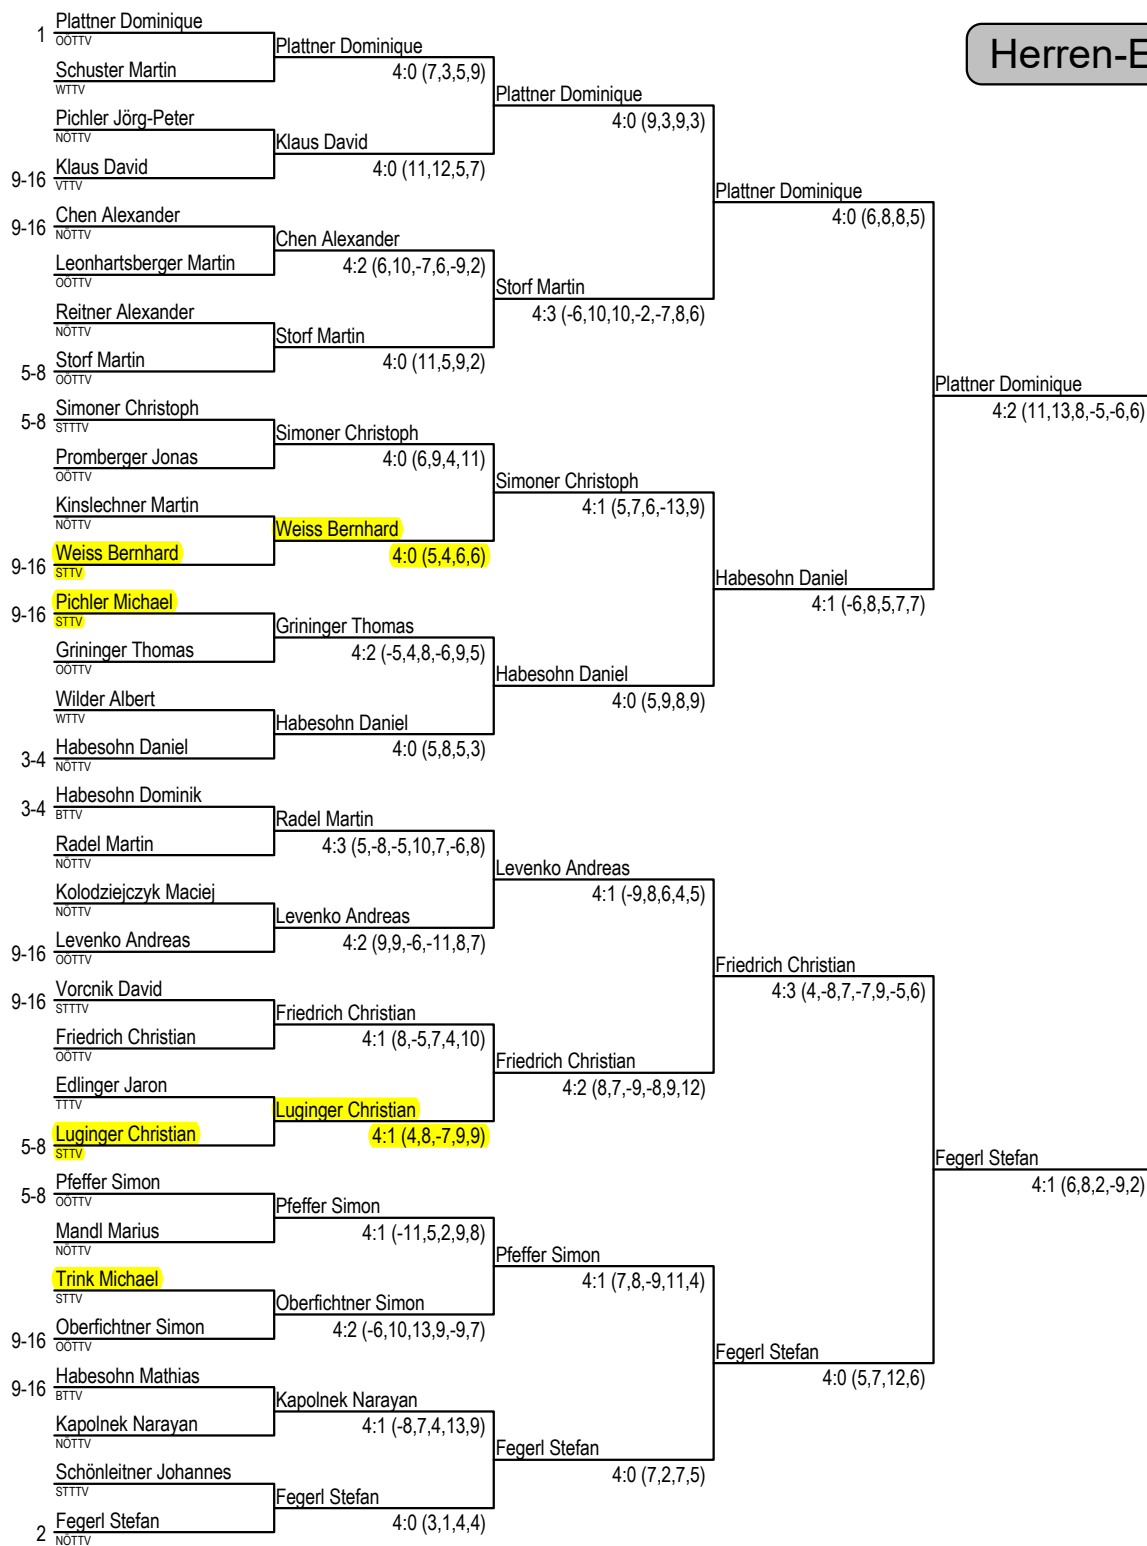 Herren-E
1 Plattner Dominique
OÖTTV
Schuster Martin
WTTV
Pichler Jörg-Peter
NÖTTV
9-16 Klaus David
VTTV
9-16 Chen Alexander
NÖTTV
Leonhartsberger Martin
OÖTTV
Reitner Alexander
NÖTTV
5-8 Storf Martin
OÖTTV
5-8 Simoner Christoph
STTTV
Promberger Jonas
OÖTTV
Kinslechner Martin
NÖTTV
9-16 Weiss Bernhard
STTV
9-16 Pichler Michael
STTV
Grininger Thomas
OÖTTV
Wilder Albert
WTTV
3-4 Habesohn Daniel
NÖTTV
3-4 Habesohn Dominik
BTTV
Radel Martin
NÖTTV
Kolodziejczyk Maciej
NÖTTV
9-16 Levenko Andreas
OÖTTV
9-16 Vorcnik David
STTTV
Friedrich Christian
OÖTTV
Edlinger Jaron
TTTV
5-8 Luginger Christian
STTV
5-8 Pfeffer Simon
OÖTTV
Mandl Marius
NÖTTV
Trink Michael
STTV
9-16 Oberfichtner Simon
OÖTTV
9-16 Habesohn Mathias
BTTV
Kapolnek Narayan
NÖTTV
Schönleitner Johannes
STTTV
2 Fegerl Stefan
NÖTTV
Plattner Dominique
4:0 (7,3,5,9)
Klaus David
4:0 (11,12,5,7)
Chen Alexander
4:2 (6,10,-7,6,-9,2)
Storf Martin
4:0 (11,5,9,2)
Simoner Christoph
4:0 (6,9,4,11)
Weiss Bernhard
4:0 (5,4,6,6)
Grininger Thomas
4:2 (-5,4,8,-6,9,5)
Habesohn Daniel
4:0 (5,8,5,3)
Radel Martin
4:3 (5,-8,-5,10,7,-6,8)
Levenko Andreas
4:2 (9,9,-6,-11,8,7)
Friedrich Christian
4:1 (8,-5,7,4,10)
Luginger Christian
4:1 (4,8,-7,9,9)
Pfeffer Simon
4:1 (-11,5,2,9,8)
Oberfichtner Simon
4:2 (-6,10,13,9,-9,7)
Kapolnek Narayan
4:1 (-8,7,4,13,9)
Fegerl Stefan
4:0 (3,1,4,4)
Plattner Dominique
4:0 (9,3,9,3)
Storf Martin
4:3 (-6,10,10,-2,-7,8,6)
Simoner Christoph
4:1 (5,7,6,-13,9)
Habesohn Daniel
4:0 (5,9,8,9)
Levenko Andreas
4:1 (-9,8,6,4,5)
Friedrich Christian
4:2 (8,7,-9,-8,9,12)
Pfeffer Simon
4:1 (7,8,-9,11,4)
Fegerl Stefan
4:0 (7,2,7,5)
Plattner Dominique
4:0 (6,8,8,5)
Habesohn Daniel
4:1 (-6,8,5,7,7)
Friedrich Christian
4:3 (4,-8,7,-7,9,-5,6)
Fegerl Stefan
4:0 (5,7,12,6)
Plattner Dominique
4:2 (11,13,8,-5,-6,6)
Fegerl Stefan
4:1 (6,8,2,-9,2)